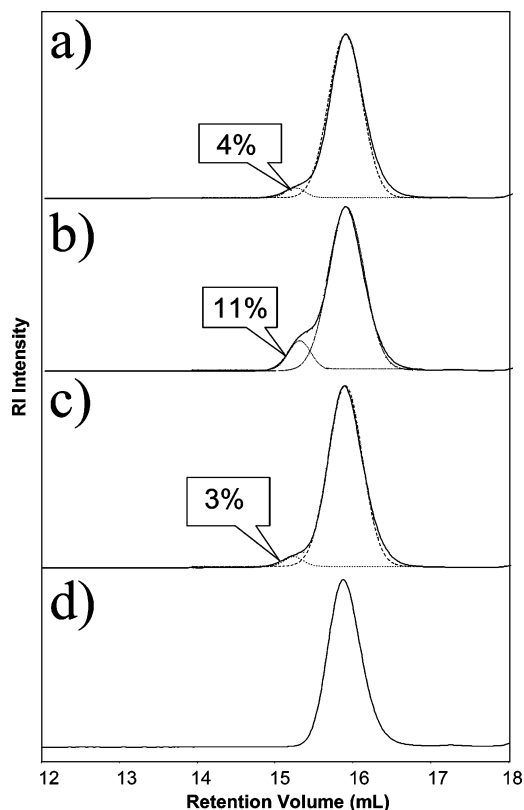 a)
4%
b)
11%
c)
3%
d)
RI Intensity
12 13 14 15 16 17 18
Retention Volume (mL)